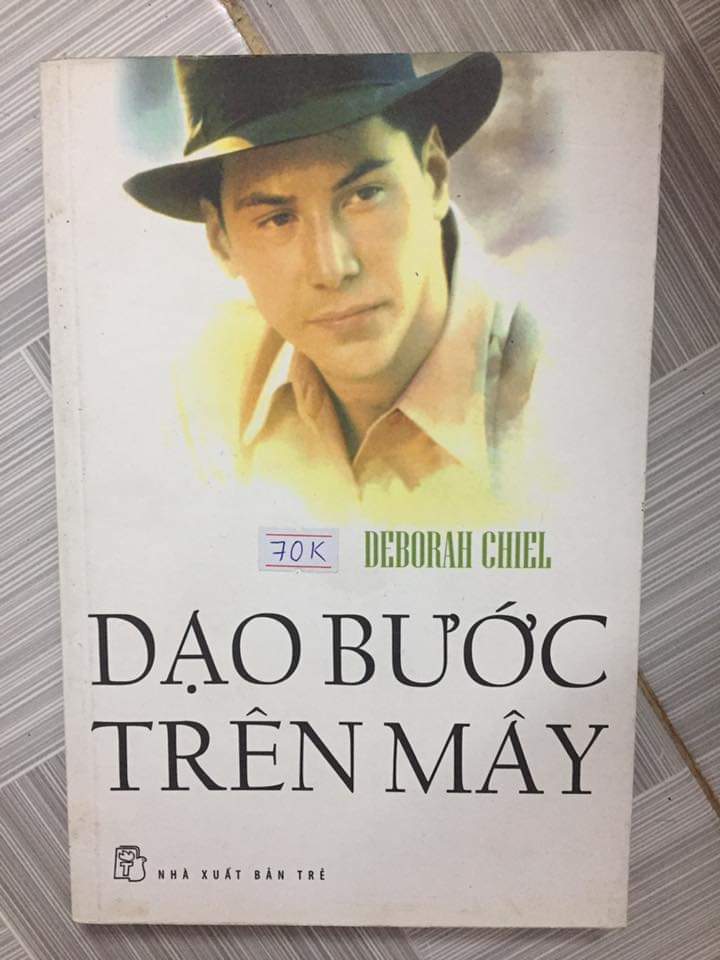 70K
DEBORAH CHIEL
DẠO BƯỚC
TRÊN MÂY
NHÀ XUẤT BẢN TRẺ